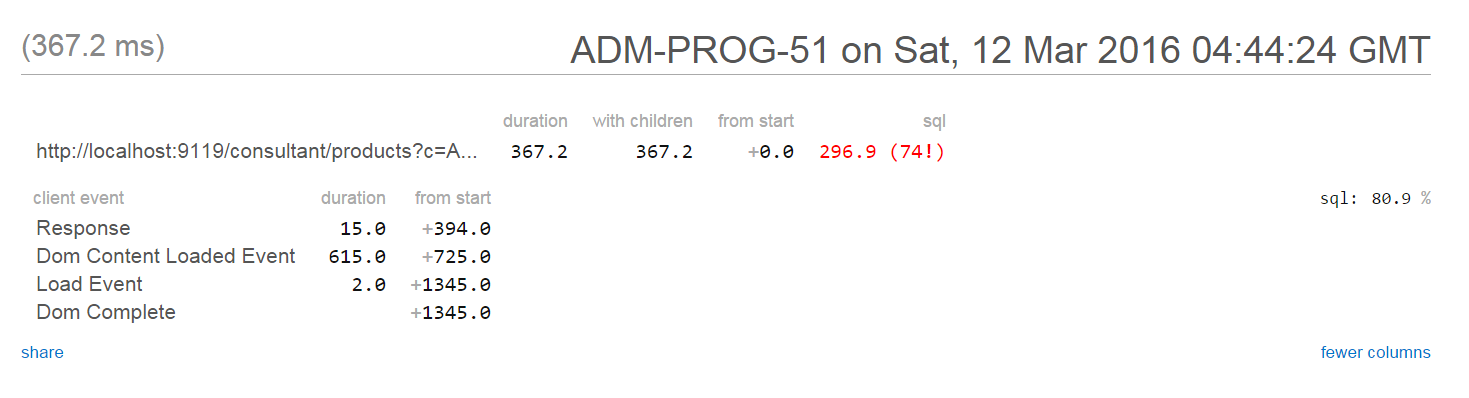 (367.2 ms) ADM-PROG-51 on Sat, 12 Mar 2016 04:44:24 GMT
duration with children from start sql
http://localhost:9119/consultant/products?c=A... 367.2 367.2 +0.0 296.9 (74!)
client event duration from start sql: 80.9 %
Response 15.0 +394.0
Dom Content Loaded Event 615.0 +725.0
Load Event 2.0 +1345.0
Dom Complete +1345.0
share fewer columns